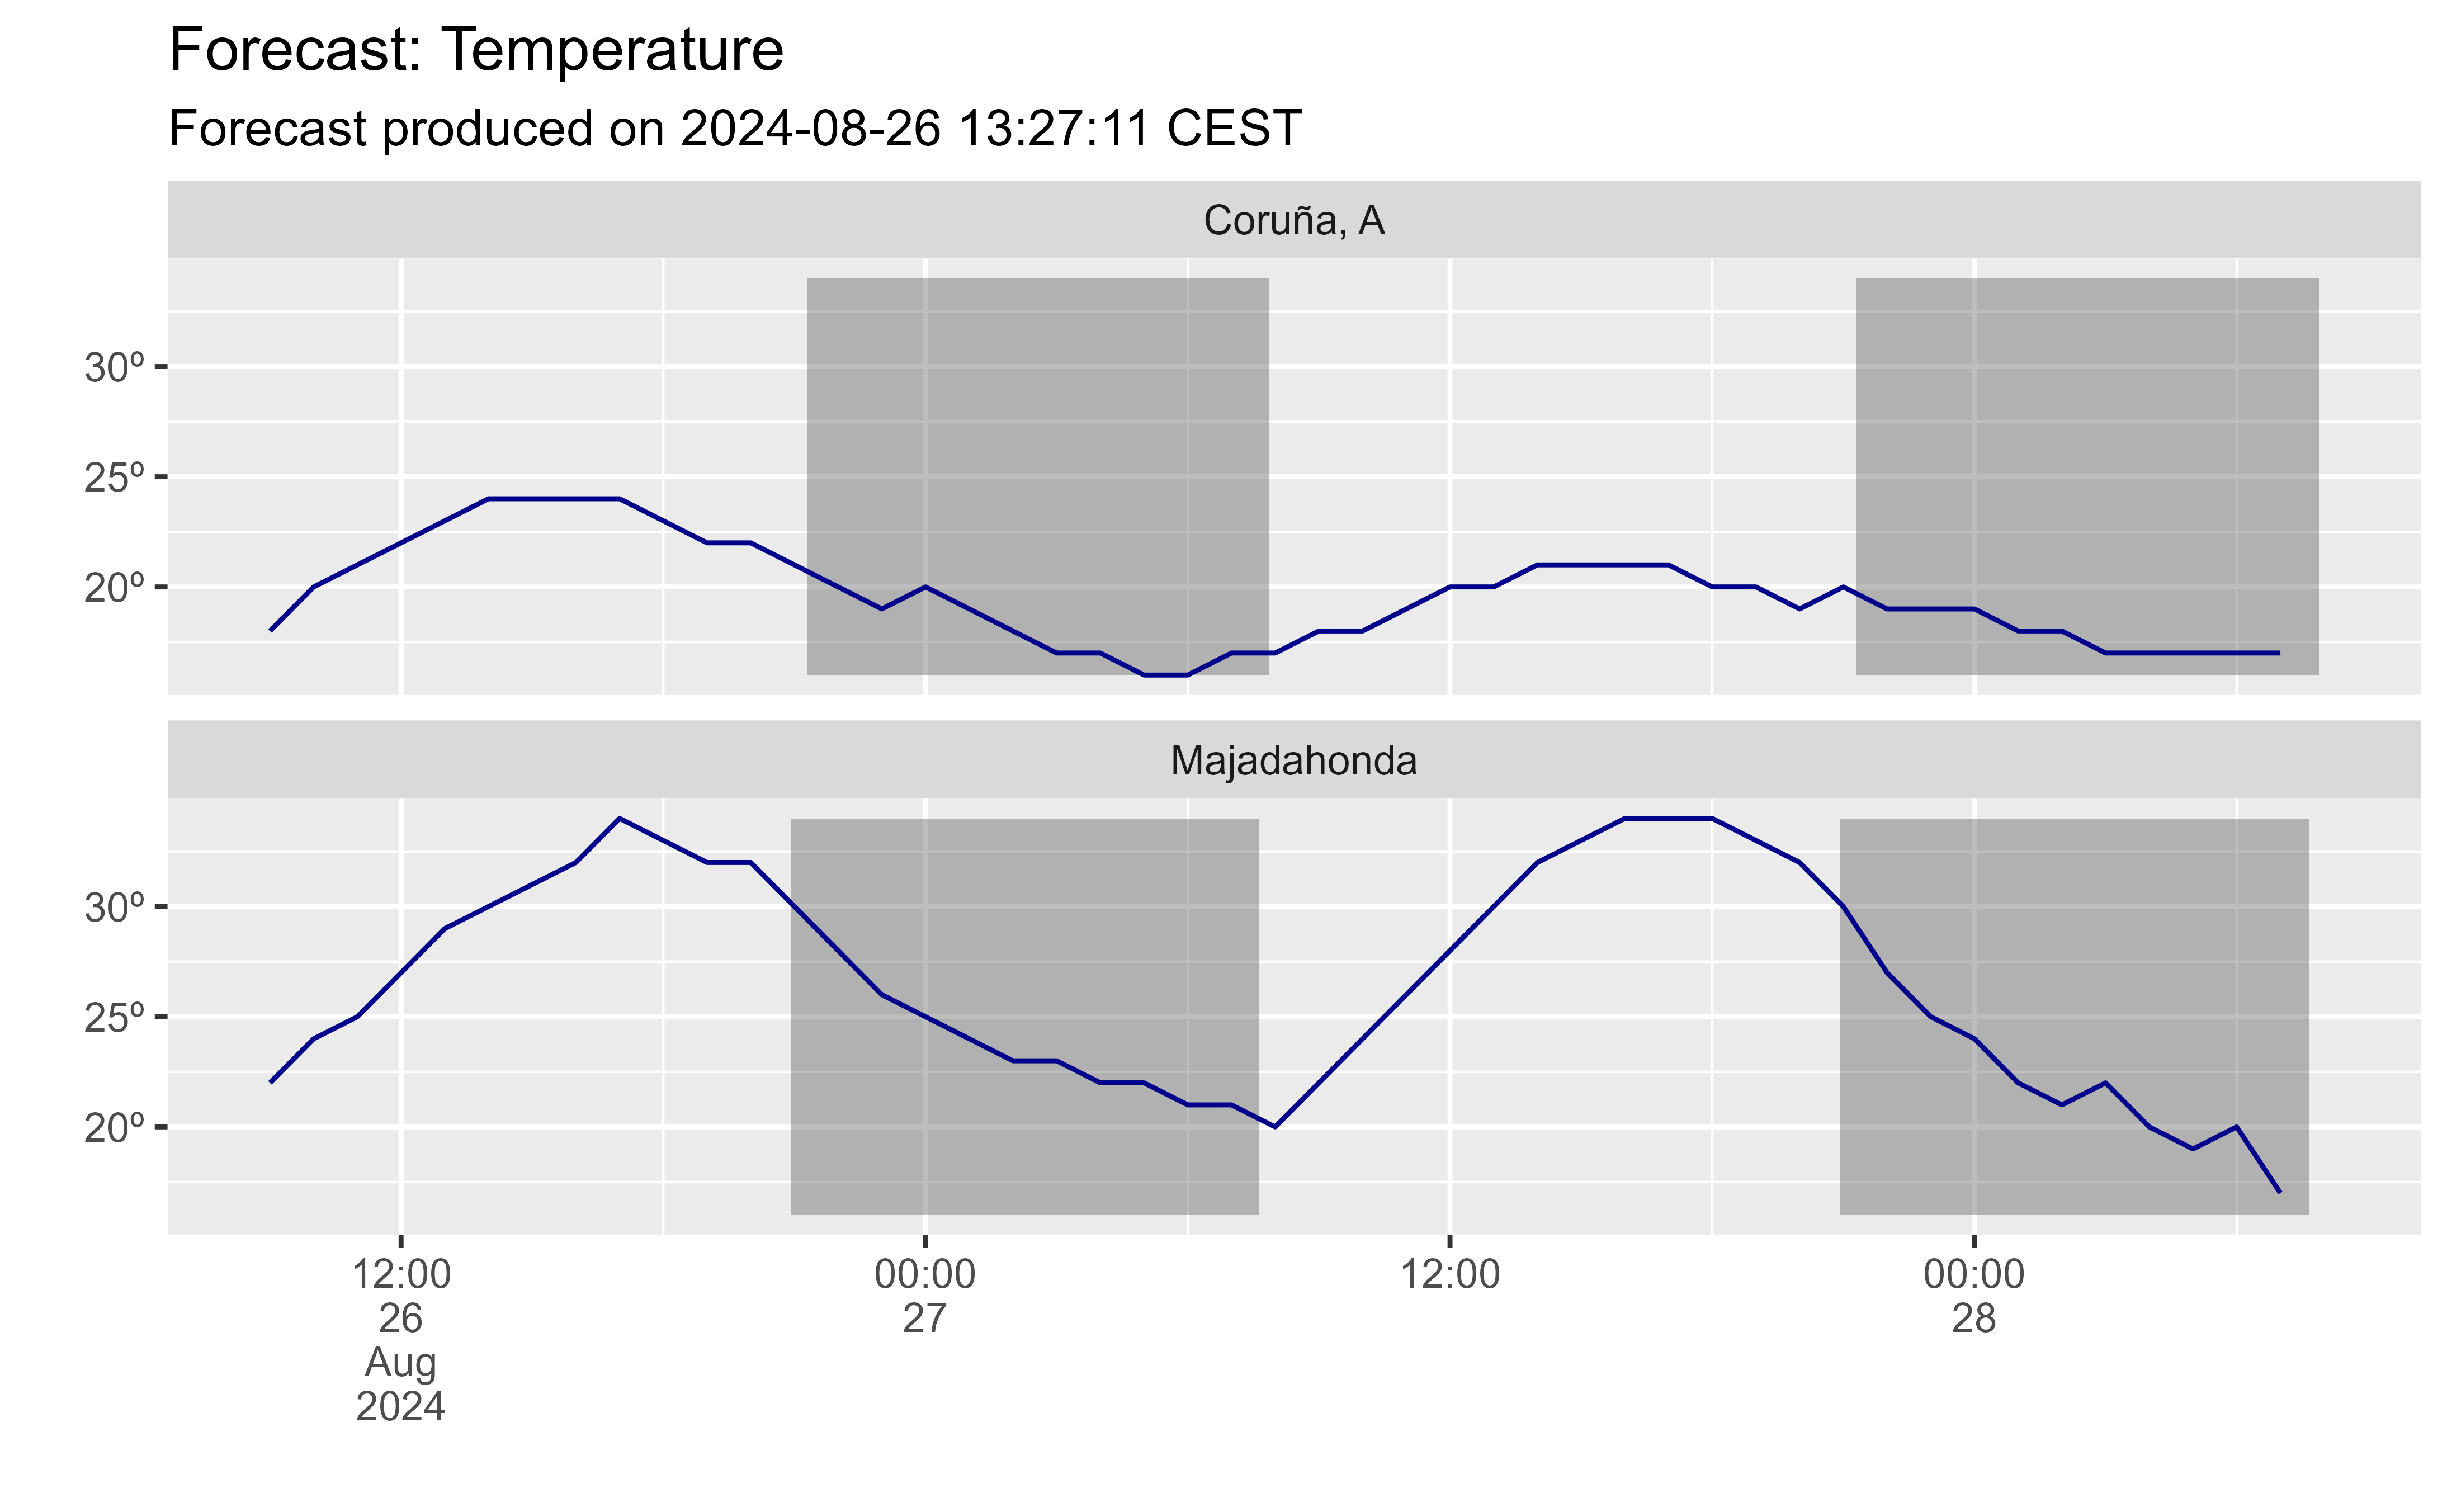 Forecast: Temperature
Forecast produced on 2024-08-26 13:27:11 CEST
Coruña, A
30º
25º
20º
Majadahonda
30º
25º
20º
12:00 00:00 12:00 00:00
26 27 28
Aug
2024